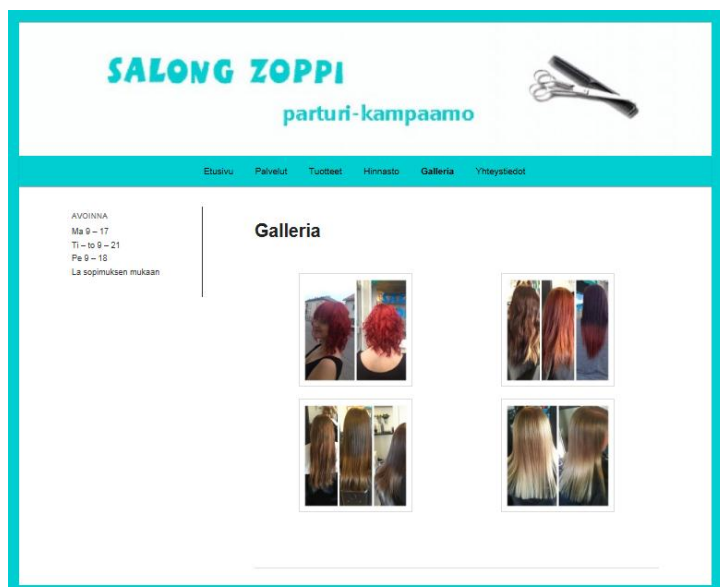 SALONG ZOPPI
parturi-kampaamo
Etusivu Palvelut Tuotteet Hinnasto Galleria Yhteystiedot
AVOINNA
Ma 9 – 17
Ti – to 9 – 21
Pe 9 – 18
La sopimuksen mukaan
Galleria